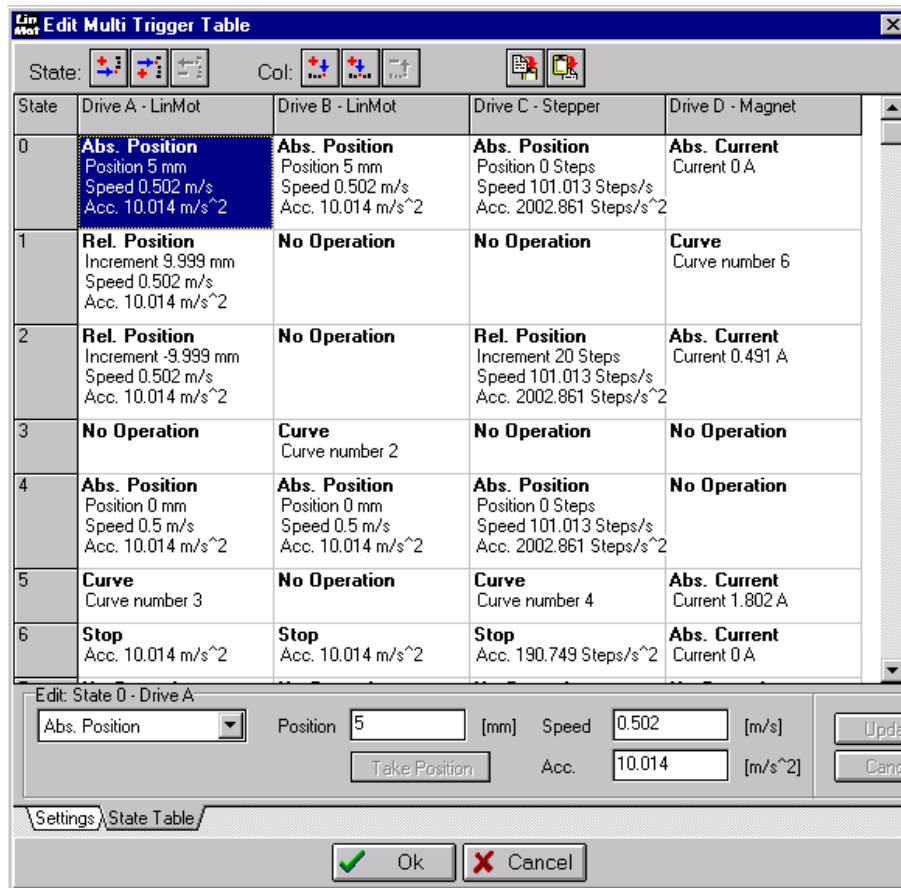 Lin Mot Edit Multi Trigger Table
State: Col:
State Drive A - LinMot Drive B - LinMot Drive C - Stepper Drive D - Magnet
0 Abs. Position Abs. Position Abs. Position Abs. Current
Position 5 mm Position 5 mm Position 0 Steps Current 0 A
Speed 0.502 m/s Speed 0.502 m/s Speed 101.013 Steps/s
Acc. 10.014 m/s^2 Acc. 10.014 m/s^2 Acc. 2002.861 Steps/s^2
1 Rel. Position No Operation No Operation Curve
Increment 9.999 mm Curve number 6
Speed 0.502 m/s
Acc. 10.014 m/s^2
2 Rel. Position No Operation Rel. Position Abs. Current
Increment -9.999 mm Increment 20 Steps Current 0.491 A
Speed 0.502 m/s Speed 101.013 Steps/s
Acc. 10.014 m/s^2 Acc. 2002.861 Steps/s^2
3 No Operation Curve No Operation No Operation
Curve number 2
4 Abs. Position Abs. Position Abs. Position No Operation
Position 0 mm Position 0 mm Position 0 Steps
Speed 0.5 m/s Speed 0.5 m/s Speed 101.013 Steps/s
Acc. 10.014 m/s^2 Acc. 10.014 m/s^2 Acc. 2002.861 Steps/s^2
5 Curve No Operation Curve Abs. Current
Curve number 3 Curve number 4 Current 1.802 A
6 Stop Stop Stop Abs. Current
Acc. 10.014 m/s^2 Acc. 10.014 m/s^2 Acc. 190.749 Steps/s^2 Current 0 A
Edit: State 0 - Drive A
Abs. Position Position 5 [mm] Speed 0.502 [m/s] Upda
Take Position Acc. 10.014 [m/s^2] Canc
Settings State Table
Ok Cancel